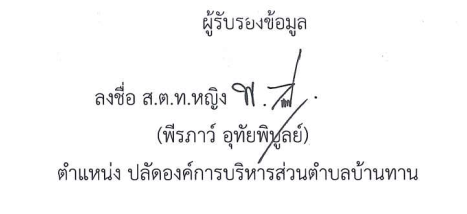 ผู้รับรองข้อมูล
ลงชื่อ ส.ต.ท.หญิง
(พีรภาว์ อุทัยพิบูลย์)
ตำแหน่ง ปลัดองค์การบริหารส่วนตำบลบ้านทาน